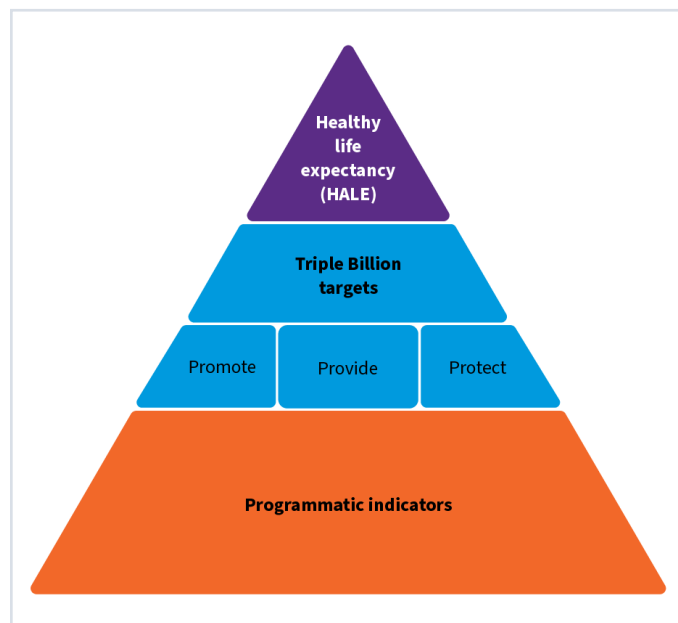 Healthy
life
expectancy
(HALE)
Triple Billion
targets
Promote
Provide
Protect
Programmatic indicators